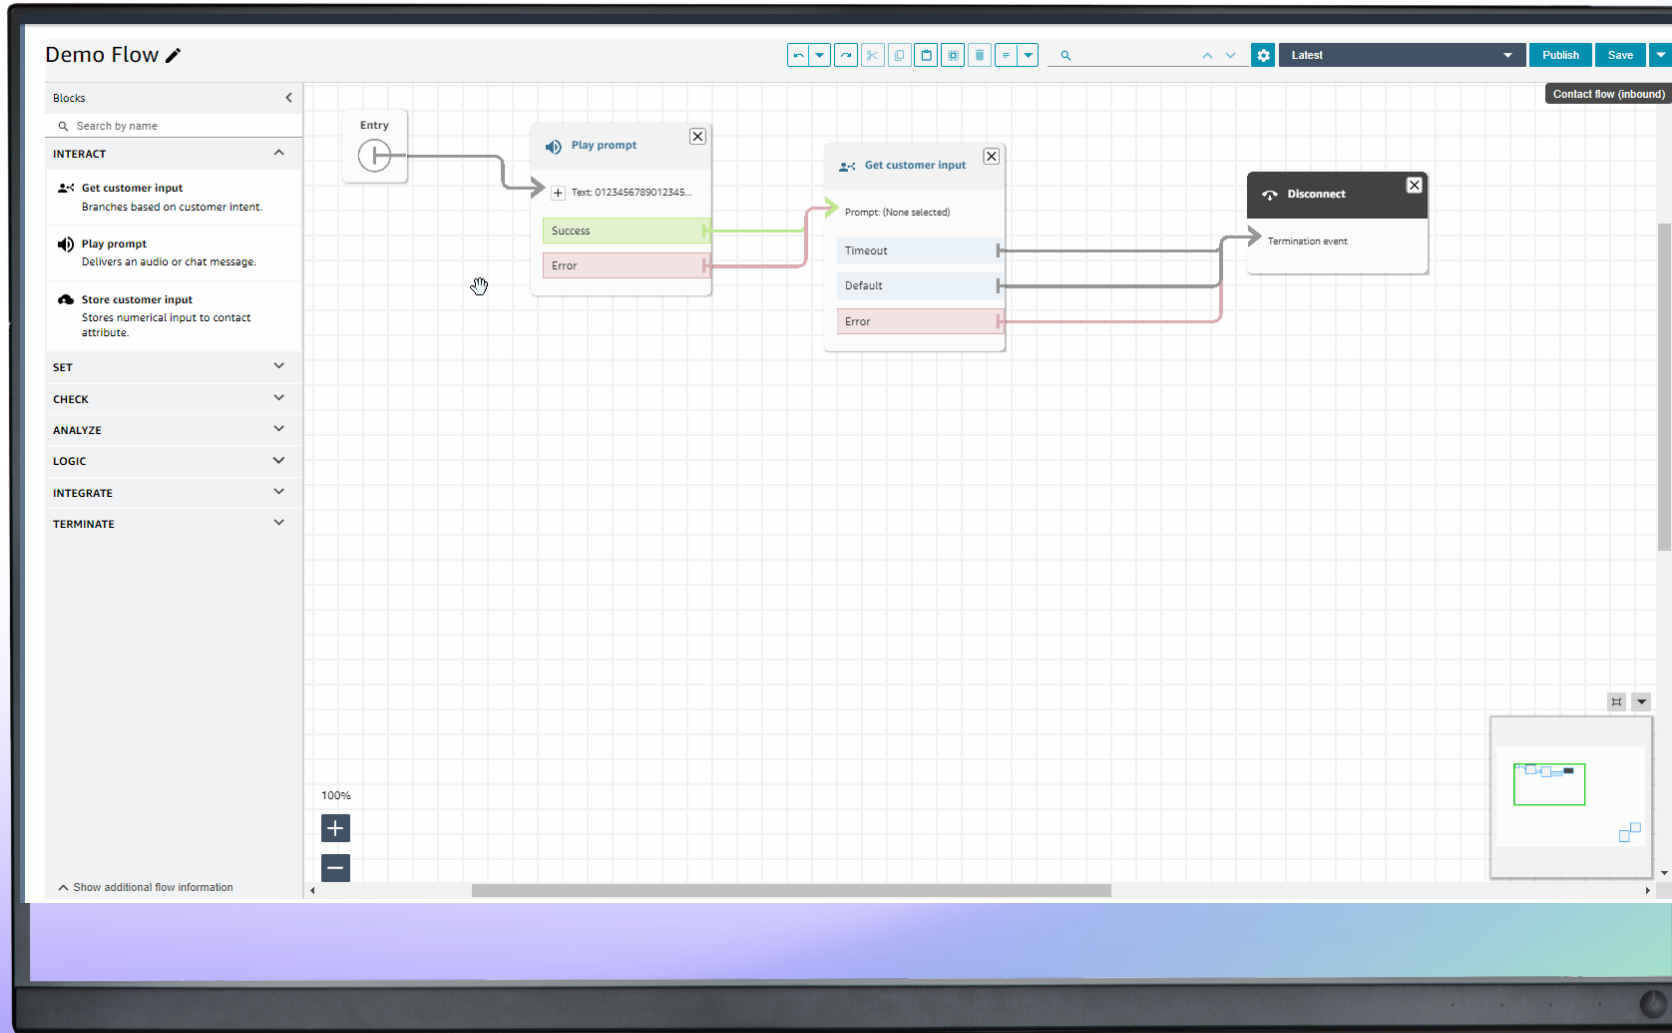 Demo Flow
Latest
Publish
Save
Contact flow (inbound)
Blocks
Search by name
INTERACT
Get customer input
Branches based on customer intent.
Play prompt
Delivers an audio or chat message.
Store customer input
Stores numerical input to contact
attribute.
SET
CHECK
ANALYZE
LOGIC
INTEGRATE
TERMINATE
Show additional flow information
Entry
Play prompt
Text: 0123456789012345...
Success
Error
Get customer input
Prompt: (None selected)
Timeout
Default
Error
Disconnect
Termination event
100%